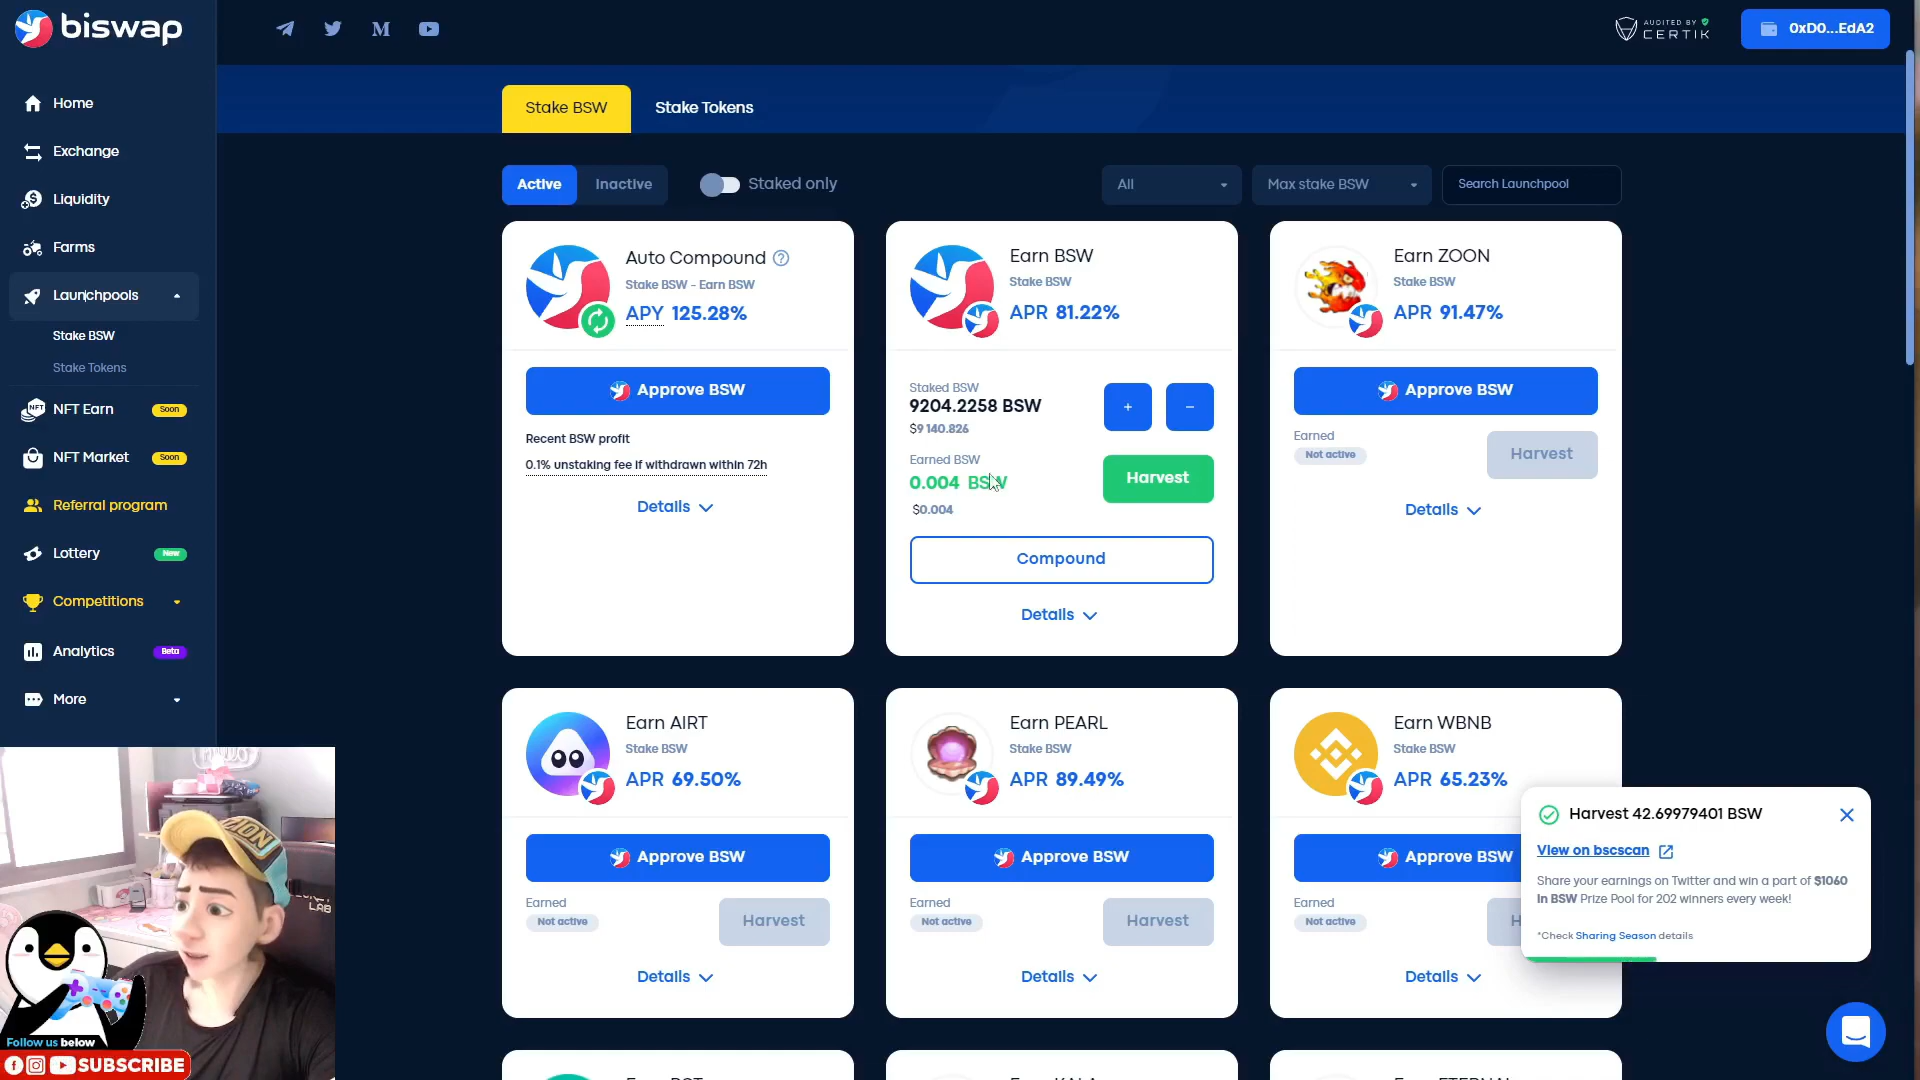 biswap
AUDITED BY
CERTIK
0xD0...EdA2
Home
Exchange
Liquidity
Farms
Launchpools
Stake BSW
Stake Tokens
NFT Earn
Soon
NFT Market
Soon
Referral program
Lottery
New
Competitions
Analytics
Beta
More
Stake BSW
Stake Tokens
Active
Inactive
Staked only
All
Max stake BSW
Search Launchpool
Auto Compound
Stake BSW - Earn BSW
APY 125.28%
Approve BSW
Recent BSW profit
0.1% unstaking fee if withdrawn within 72h
Details
Earn BSW
Stake BSW
APR 81.22%
Staked BSW
9204.2258 BSW
+
-
$9 140.826
Earned BSW
0.004 BSW
$0.004
Harvest
Compound
Details
Earn ZOON
Stake BSW
APR 91.47%
Approve BSW
Earned
Not active
Harvest
Details
Earn AIRT
Stake BSW
APR 69.50%
Approve BSW
Earned
Not active
Harvest
Details
Earn PEARL
Stake BSW
APR 89.49%
Approve BSW
Earned
Not active
Harvest
Details
Earn WBNB
Stake BSW
APR 65.23%
Approve BSW
Earned
Not active
H
Details
Harvest 42.69979401 BSW
View on bscscan
Share your earnings on Twitter and win a part of $1060
In BSW Prize Pool for 202 winners every week!
*Check Sharing Season details
LAB
Follow us below
SUBSCRIBE